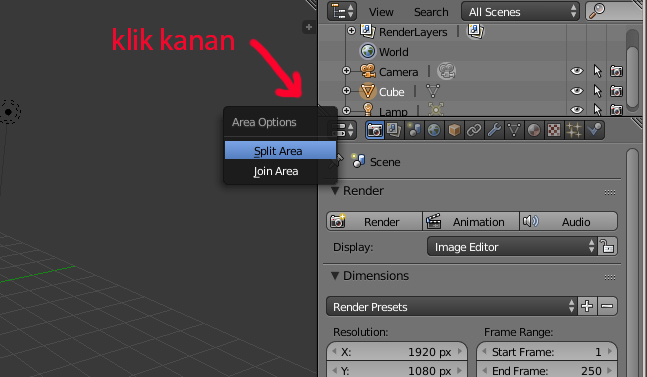 klik kanan
View Search All Scenes
RenderLayers
World
Camera
Cube
Lamp
Area Options
Split Area
Join Area
Scene
Render
Render Animation Audio
Display: Image Editor
Dimensions
Render Presets
Resolution: Frame Range:
X: 1920 px Start Frame: 1
Y: 1080 px End Frame: 250